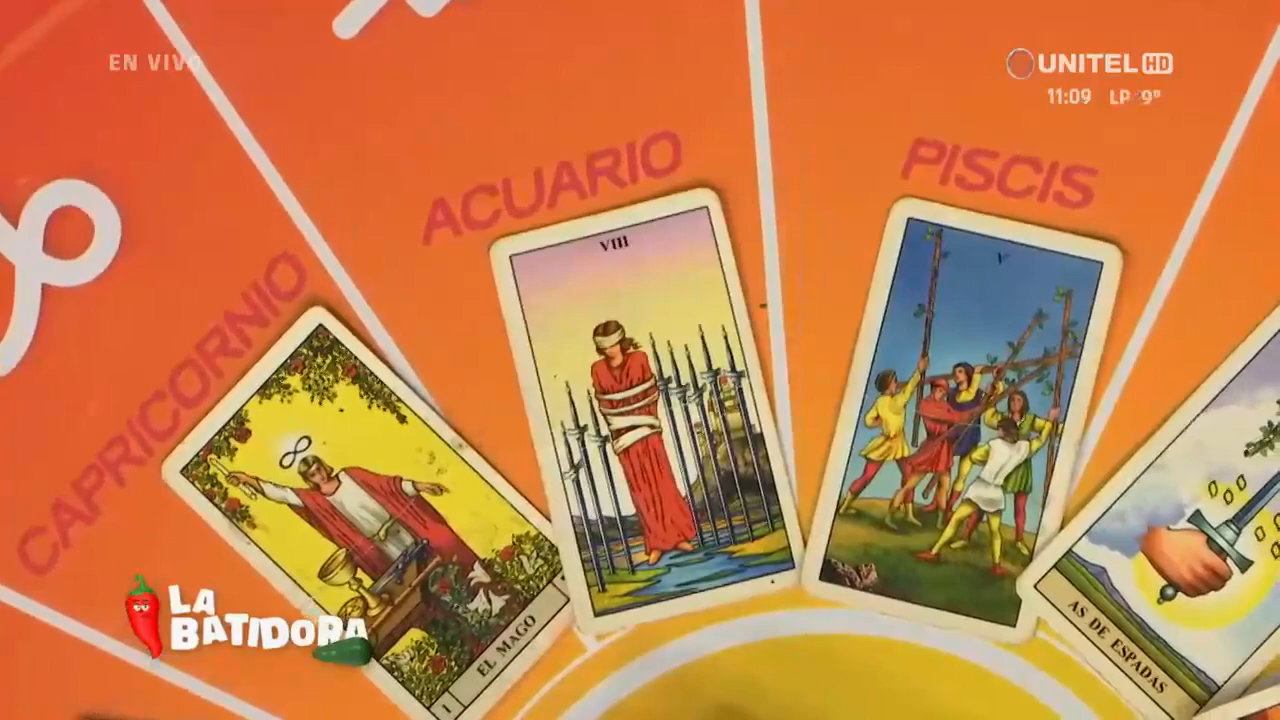 EN VIVO
UNITEL HD
11:09 LP 9°
ACUARIO
PISCIS
CAPRICORNIO
VIII
V
LA
BATIDORA
I
EL MAGO
AS DE ESPADAS